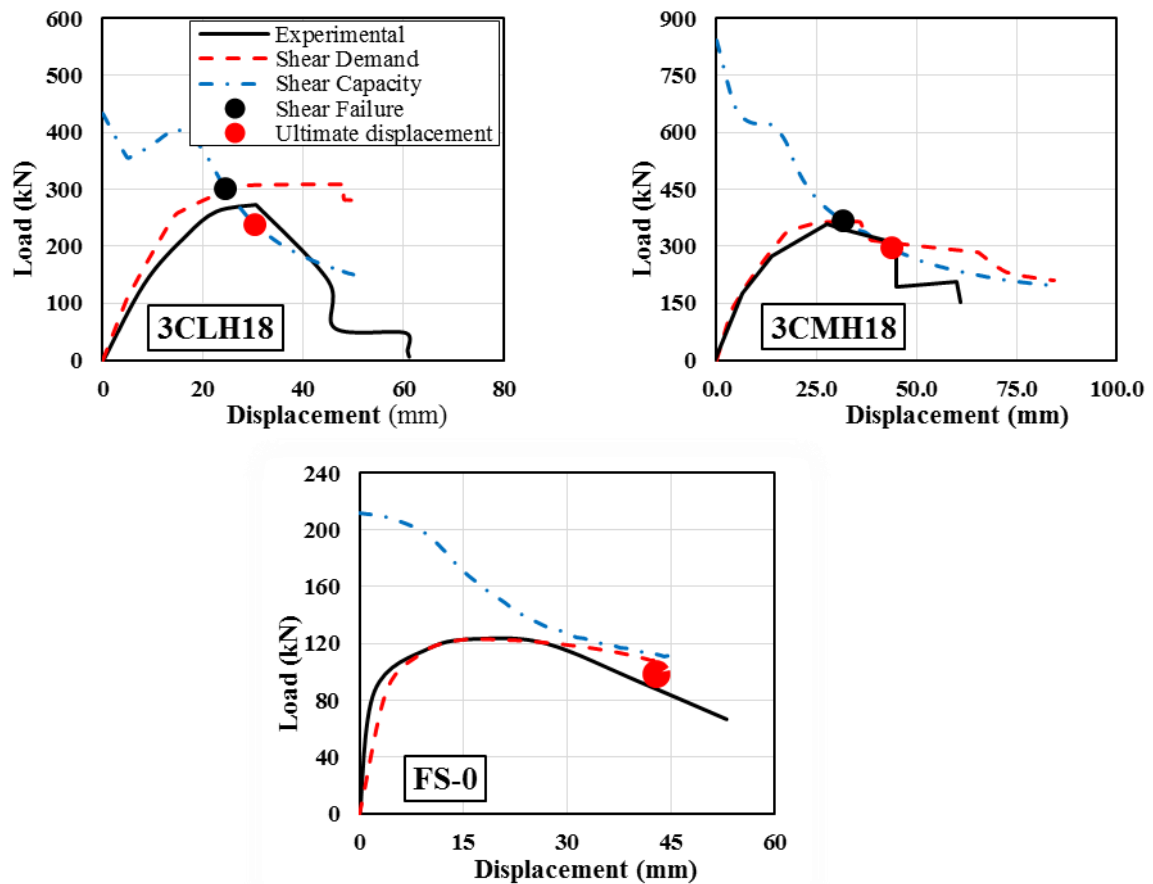 600
500
400
300
200
100
0
Load (kN)
Experimental
Shear Demand
Shear Capacity
Shear Failure
Ultimate displacement
3CLH18
0 20 40 60 80
Displacement (mm)
900
750
600
450
300
150
0
Load (kN)
3CMH18
0.0 25.0 50.0 75.0 100.0
Displacement (mm)
240
200
160
120
80
40
0
Load (kN)
FS-0
0 15 30 45 60
Displacement (mm)